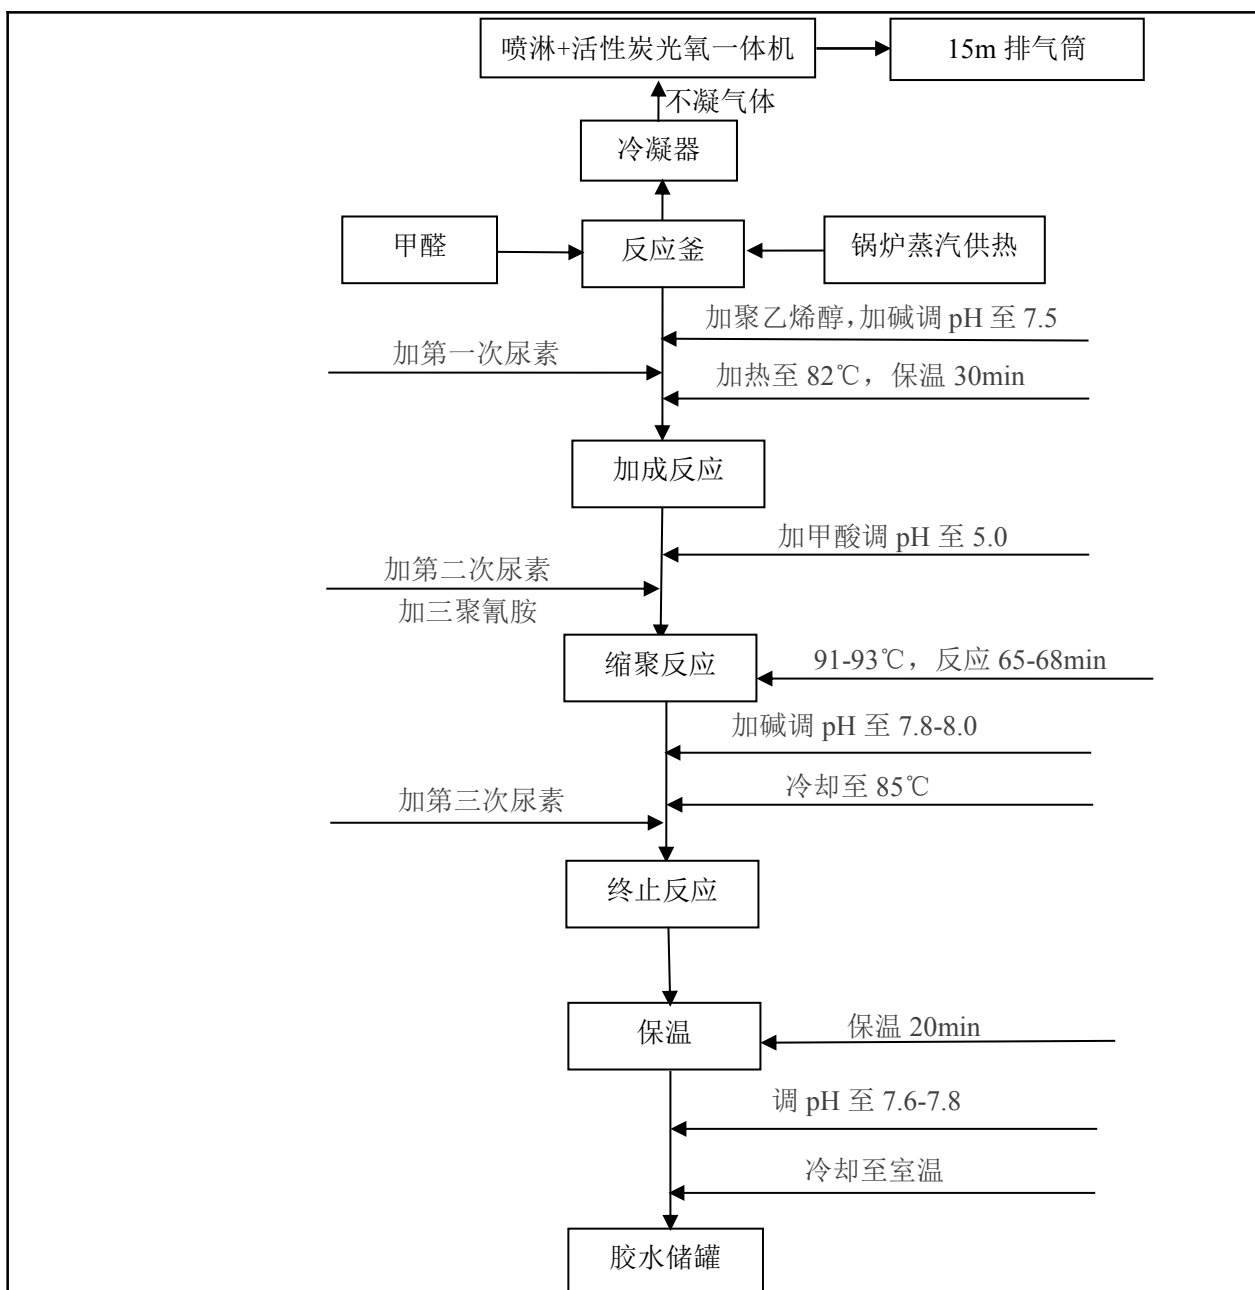 喷淋+活性炭光氧一体机
15m 排气筒
不凝气体
冷凝器
甲醛
反应釜
锅炉蒸汽供热
加聚乙烯醇，加碱调 pH 至 7.5
加第一次尿素
加热至 82℃，保温 30min
加成反应
加甲酸调 pH 至 5.0
加第二次尿素
加三聚氰胺
缩聚反应
91-93℃，反应 65-68min
加碱调 pH 至 7.8-8.0
冷却至 85℃
加第三次尿素
终止反应
保温
保温 20min
调 pH 至 7.6-7.8
冷却至室温
胶水储罐